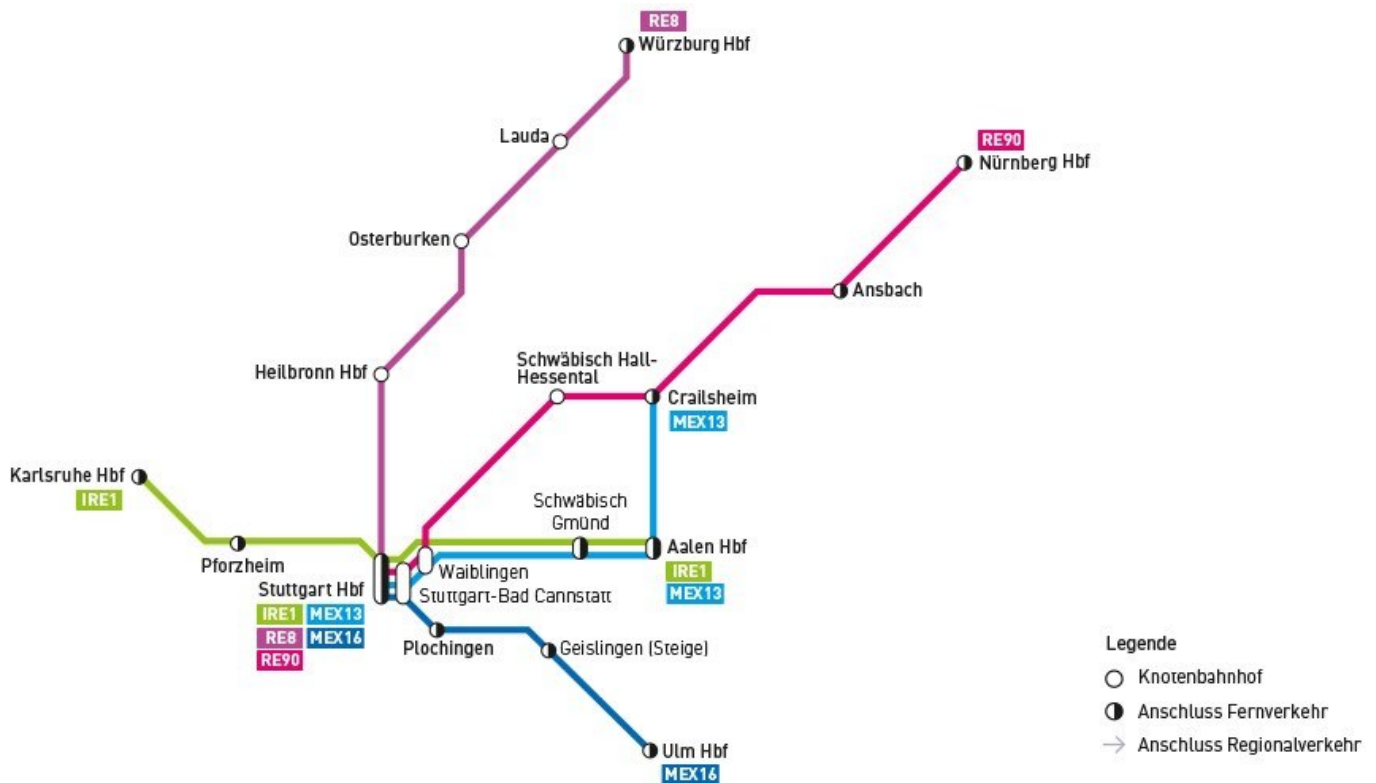 RE8
Würzburg Hbf
Lauda
RE90
Nürnberg Hbf
Osterburken
Ansbach
Heilbronn Hbf
Schwäbisch Hall-
Hessental
Crailsheim
MEX13
Karlsruhe Hbf
IRE1
Pforzheim
Schwäbisch
Gmünd
Aalen Hbf
IRE1
MEX13
Waiblingen
Stuttgart-Bad Cannstatt
Stuttgart Hbf
IRE1 MEX13
RE8 MEX16
RE90
Plochingen
Geislingen (Steige)
Ulm Hbf
MEX16
Legende
Knotenbahnhof
Anschluss Fernverkehr
Anschluss Regionalverkehr